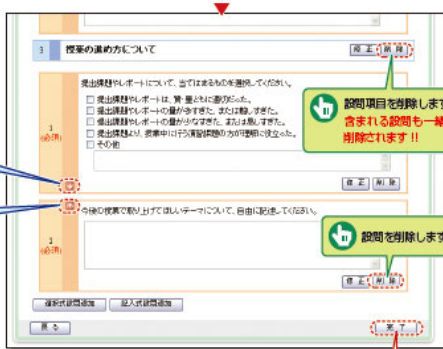 3 授業の進め方について 修 正 削 除
提出課題やレポートについて、当てはまるものを選択してください。
提出課題やレポートは、質・量ともに適切だった。
提出課題やレポートの量が多すぎた、または難しすぎた。
提出課題やレポートの量が少なすぎた、または易しすぎた。
提出課題より、授業中に行う演習課題の方が理解に役立った。
その他
1
(必須)
修 正 削 除
設問項目を削除します
含まれる設問も一緒
削除されます!!
今後の授業で取り上げてほしいテーマについて、自由に記述してください。
(必須)
設問を削除します
修 正 削 除
選択式設問追加 記入式設問追加
戻 る 完 了